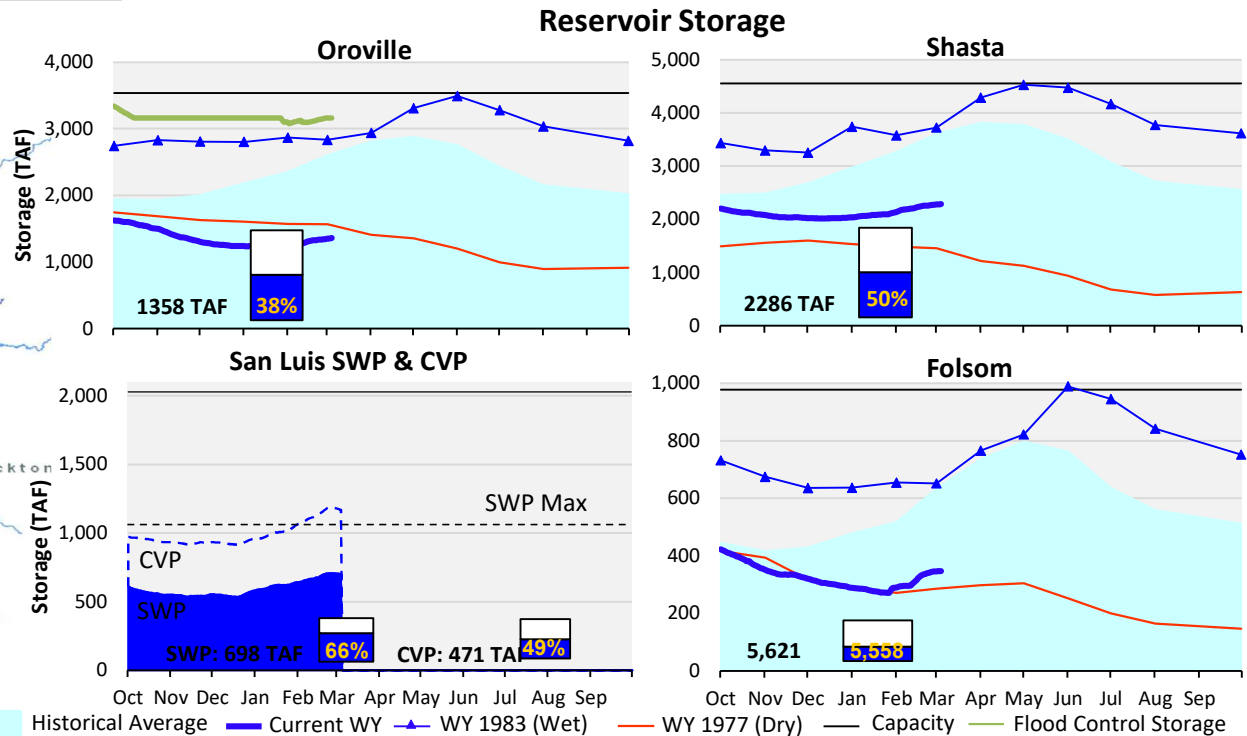 Reservoir Storage
Oroville
Shasta
4,000
3,000
2,000
1,000
0
Storage (TAF)
1358 TAF
38%
5,000
4,000
3,000
2,000
1,000
0
2286 TAF
50%
San Luis SWP & CVP
Folsom
2,000
1,500
1,000
500
0
Storage (TAF)
SWP Max
CVP
SWP
SWP: 698 TAF
66%
CVP: 471 TAF
49%
1,000
800
600
400
200
0
5,621
5,558
ckton
Oct Nov Dec Jan Feb Mar Apr May Jun Jul Aug Sep
Oct Nov Dec Jan Feb Mar Apr May Jun Jul Aug Sep
Historical Average Current WY WY 1983 (Wet) WY 1977 (Dry) Capacity Flood Control Storage